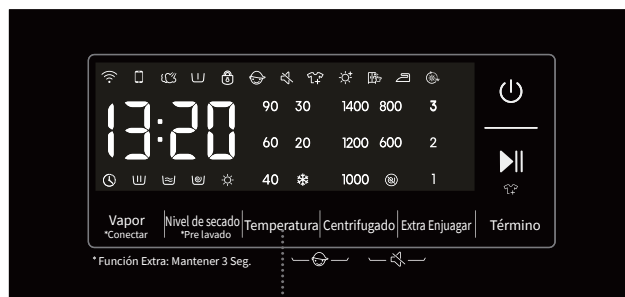 90 30 1400 800 3
13:20
60 20 1200 600 2
40 1000 1
Vapor
*Conectar
Nivel de secado
*Pre lavado
Temperatura
Centrifugado
Extra Enjuagar
Término
* Función Extra: Mantener 3 Seg.